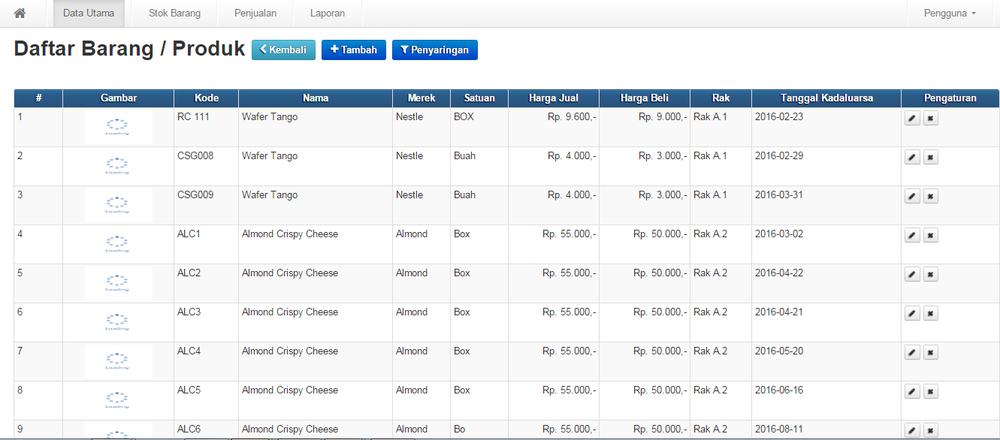 Data Utama Stok Barang Penjualan Laporan Pengguna
Daftar Barang / Produk Kembali Tambah Penyaringan
# Gambar Kode Nama Merek Satuan Harga Jual Harga Beli Rak Tanggal Kadaluarsa Pengaturan
1 Loading RC 111 Wafer Tango Nestle BOX Rp. 9.600,- Rp. 9.000,- Rak A.1 2016-02-23
2 Loading CSG008 Wafer Tango Nestle Buah Rp. 4.000,- Rp. 3.000,- Rak A.1 2016-02-29
3 Loading CSG009 Wafer Tango Nestle Buah Rp. 4.000,- Rp. 3.000,- Rak A.1 2016-03-31
4 Loading ALC1 Almond Crispy Cheese Almond Box Rp. 55.000,- Rp. 50.000,- Rak A.2 2016-03-02
5 Loading ALC2 Almond Crispy Cheese Almond Box Rp. 55.000,- Rp. 50.000,- Rak A.2 2016-04-22
6 Loading ALC3 Almond Crispy Cheese Almond Box Rp. 55.000,- Rp. 50.000,- Rak A.2 2016-04-21
7 Loading ALC4 Almond Crispy Cheese Almond Box Rp. 55.000,- Rp. 50.000,- Rak A.2 2016-05-20
8 Loading ALC5 Almond Crispy Cheese Almond Box Rp. 55.000,- Rp. 50.000,- Rak A.2 2016-06-16
9 ALC6 Almond Crispy Cheese Almond Bo Rp. 55.000,- Rp. 50.000,- Rak A.2 2016-08-11